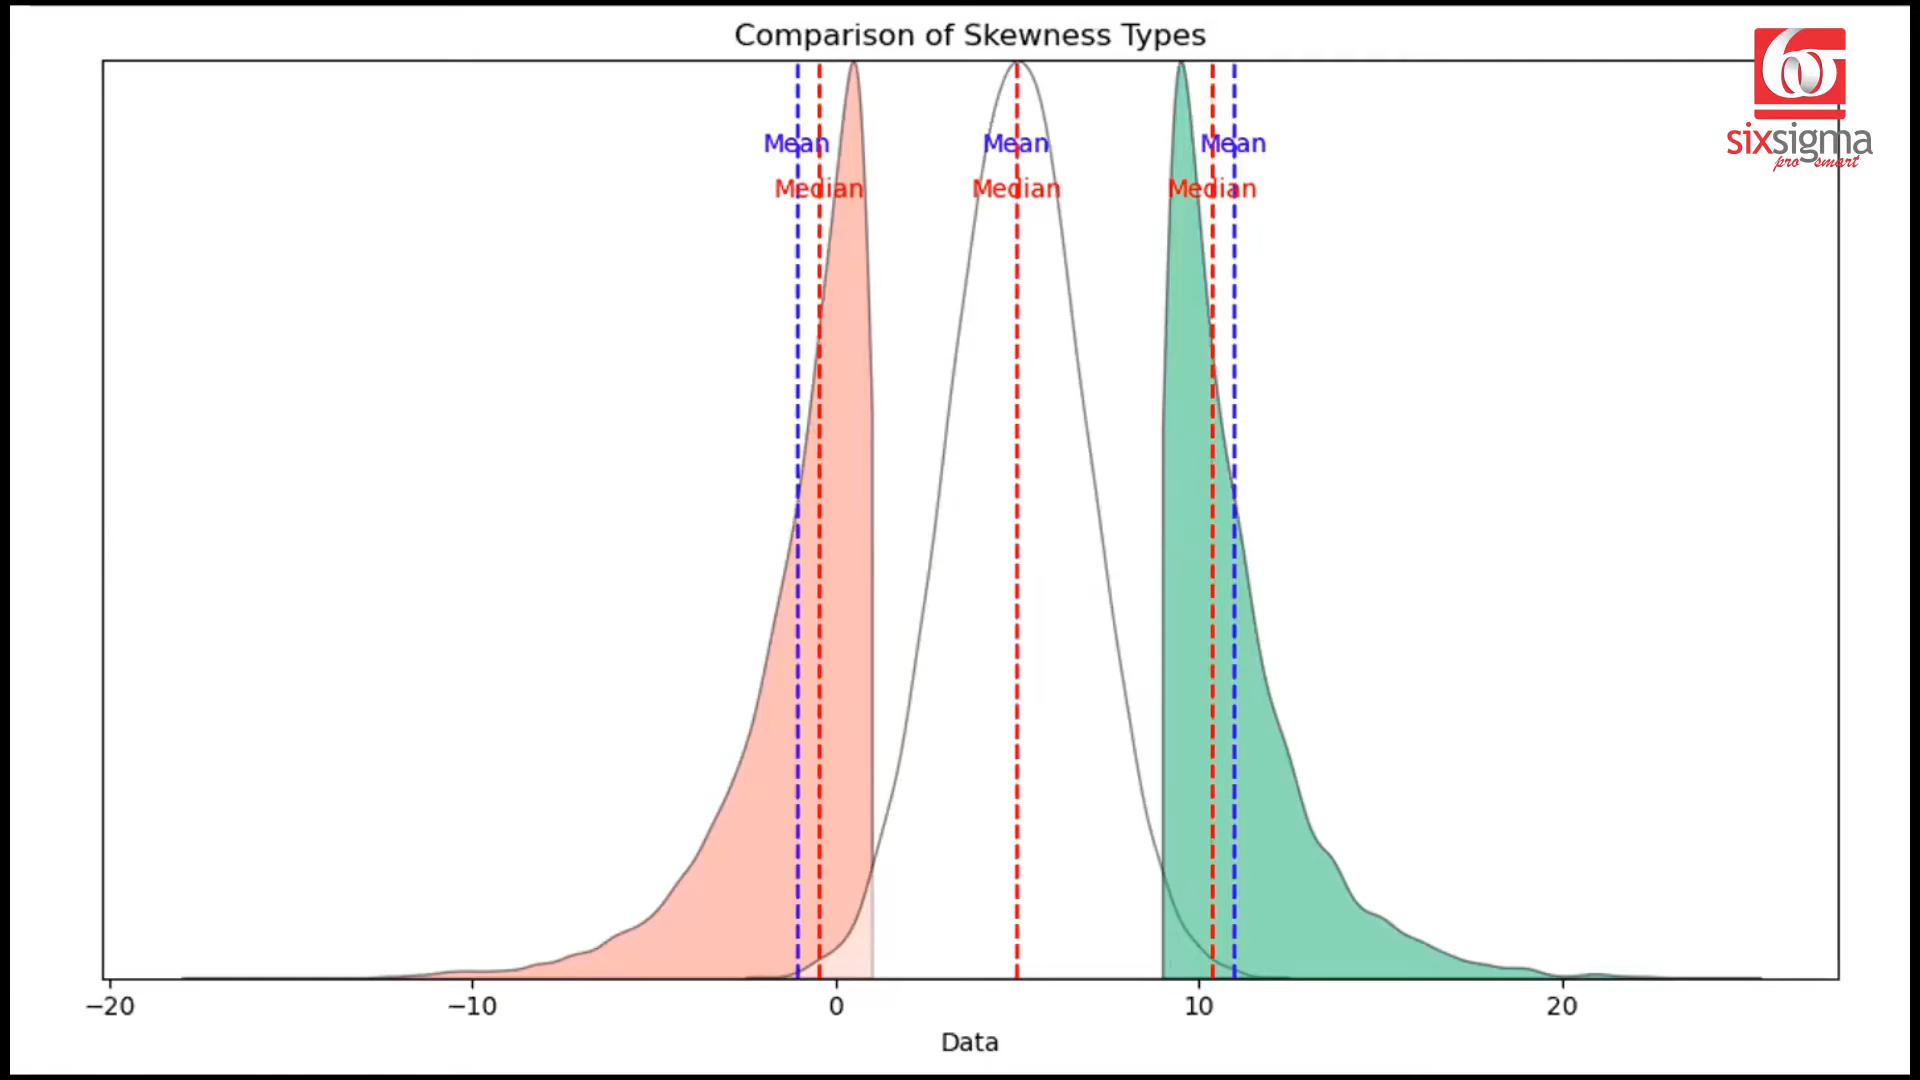 Comparison of Skewness Types
6σ
sixsigma
pro smart
Mean Mean Mean
Median Median Median
−20 −10 0 10 20
Data